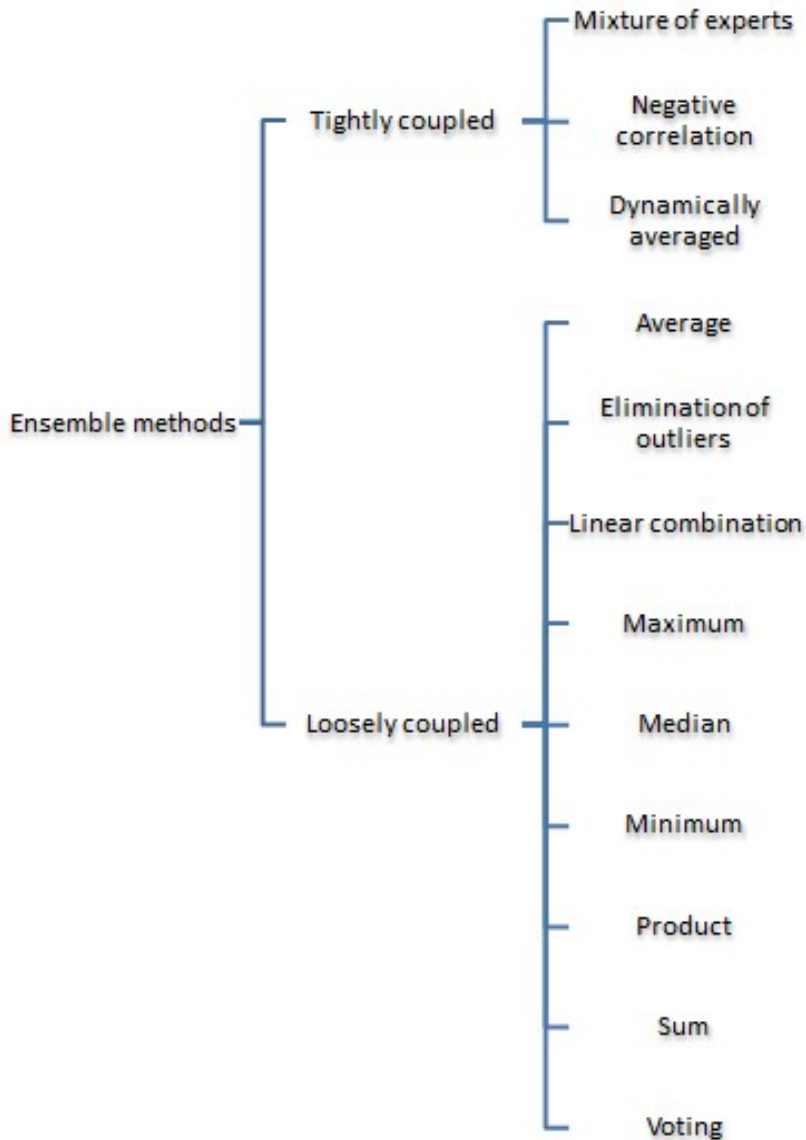 Mixture of experts
Tightly coupled
Negative
correlation
Dynamically
averaged
Average
Ensemble methods
Elimination of
outliers
Linear combination
Maximum
Loosely coupled
Median
Minimum
Product
Sum
Voting